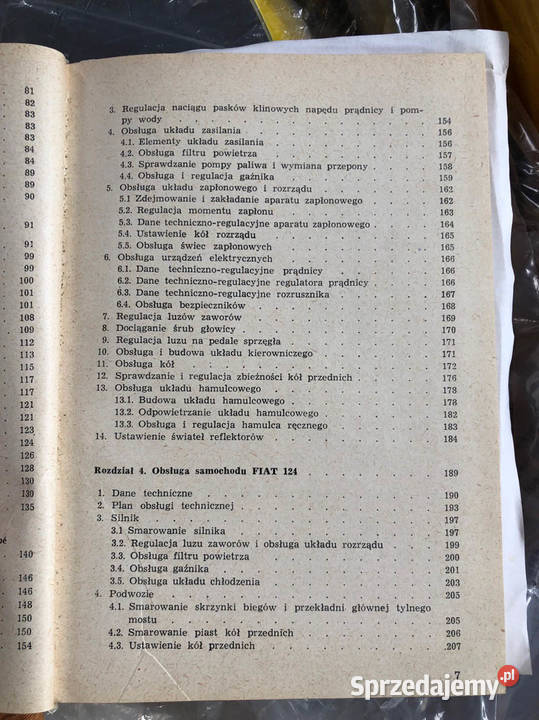 81
82
83
83
83
84
84
89
89
90
91
91
99
99
100
101
108
109
112
113
115
117
117
121
121
123
124
126
128
130
130
135
pé
140
146
146
148
150
150
154
3. Regulacja naciągu pasków klinowych napędu prądnicy i pom-
py wody . . . . . . . . . . 154
4. Obsługa układu zasilania . . . . . . . . 156
4.1. Elementy układu zasilania . . . . . . . 156
4.2. Obsługa filtru powietrza . . . . . . . 157
4.3. Sprawdzanie pompy paliwa i wymiana przepony . . 158
4.4. Obsługa i regulacja gaźnika . . . . . . 159
5. Obsługa układu zapłonowego i rozrządu . . . . 162
5.1 Zdejmowanie i zakładanie aparatu zapłonowego . . 162
5.2. Regulacja momentu zapłonu . . . . . . 163
5.3. Dane techniczno-regulacyjne aparatu zapłonowego . 164
5.4. Ustawienie kół rozrządu . . . . . . . 165
5.5. Obsługa świec zapłonowych . . . . . . 165
6. Obsługa urządzeń elektrycznych . . . . . . 166
6.1. Dane techniczno-regulacyjne prądnicy . . . . 166
6.2. Dane techniczno-regulacyjne regulatora prądnicy . . 166
6.3. Dane techniczno-regulacyjne rozrusznika . . . 167
6.4. Obsługa bezpieczników . . . . . . . 168
7. Regulacja luzów zaworów . . . . . . . 169
8. Dociąganie śrub głowicy . . . . . . . . 170
9. Regulacja luzu na pedale sprzęgła . . . . . 171
10. Obsługa i budowa układu kierowniczego . . . . 171
11. Obsługa kół . . . . . . . . . . 172
12. Sprawdzanie i regulacja zbieżności kół przednich . . . 176
13. Obsługa układu hamulcowego . . . . . . . 178
13.1. Budowa układu hamulcowego . . . . . . 178
13.2. Odpowietrzanie układu hamulcowego . . . . 182
13.3. Obsługa i regulacja hamulca ręcznego . . . . 183
14. Ustawienie świateł reflektorów . . . . . . 184
Rozdział 4. Obsługa samochodu FIAT 124 . . . . . 189
1. Dane techniczne . . . . . . . . . 190
2. Plan obsługi technicznej . . . . . . . . 193
3. Silnik . . . . . . . . . . . 197
3.1 Smarowanie silnika . . . . . . . . 197
3.2. Regulacja luzu zaworów i obsługa układu rozrządu . 199
3.3. Obsługa filtru powietrza . . . . . . . 200
3.4. Obsługa gaźnika . . . . . . . . . 201
3.5. Obsługa układu chłodzenia . . . . . . 203
4. Podwozie . . . . . . . . . . 205
4.1. Smarowanie skrzynki biegów i przekładni głównej tylnego
mostu . . . . . . . . . . . 205
4.2. Smarowanie piast kół przednich . . . . . 206
4.3. Ustawienie kół przednich . . . . . . . 207
7
Sprzedajemy.pl